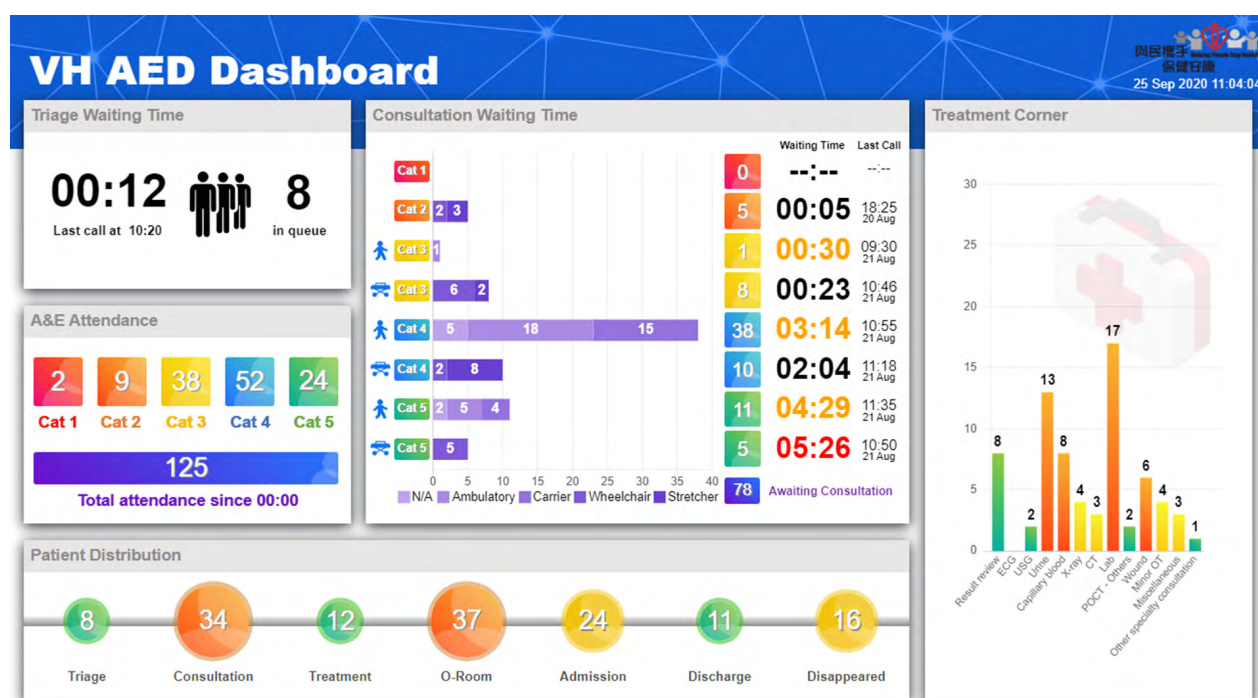 VH AED Dashboard
與民攜手
保健安康
Helping People Stay Healthy
25 Sep 2020 11:04:04
Triage Waiting Time
00:12
Last call at 10:20
8
in queue
A&E Attendance
2 9 38 52 24
Cat 1 Cat 2 Cat 3 Cat 4 Cat 5
125
Total attendance since 00:00
Consultation Waiting Time
Waiting Time Last Call
Cat 1 0 --:-- --:--
Cat 2 2 3 5 00:05 18:25
20 Aug
Cat 3 1 1 00:30 09:30
21 Aug
Cat 3 6 2 8 00:23 10:46
21 Aug
Cat 4 5 18 15 38 03:14 10:55
21 Aug
Cat 4 2 8 10 02:04 11:18
21 Aug
Cat 5 2 5 4 11 04:29 11:35
21 Aug
Cat 5 5 5 05:26 10:50
21 Aug
0 5 10 15 20 25 30 35 40
N/A Ambulatory Carrier Wheelchair Stretcher
78 Awaiting Consultation
Treatment Corner
30
25
20
15
10
5
0
8 2 13 8 4 3 17 2 6 4 3 1
Result review
ECG
USG
Urine
Capillary blood
X-ray
CT
Lab
POCT - Others
Wound
Minor OT
Miscellaneous
Other specialty consultation
Patient Distribution
8 34 12 37 24 11 16
Triage Consultation Treatment O-Room Admission Discharge Disappeared